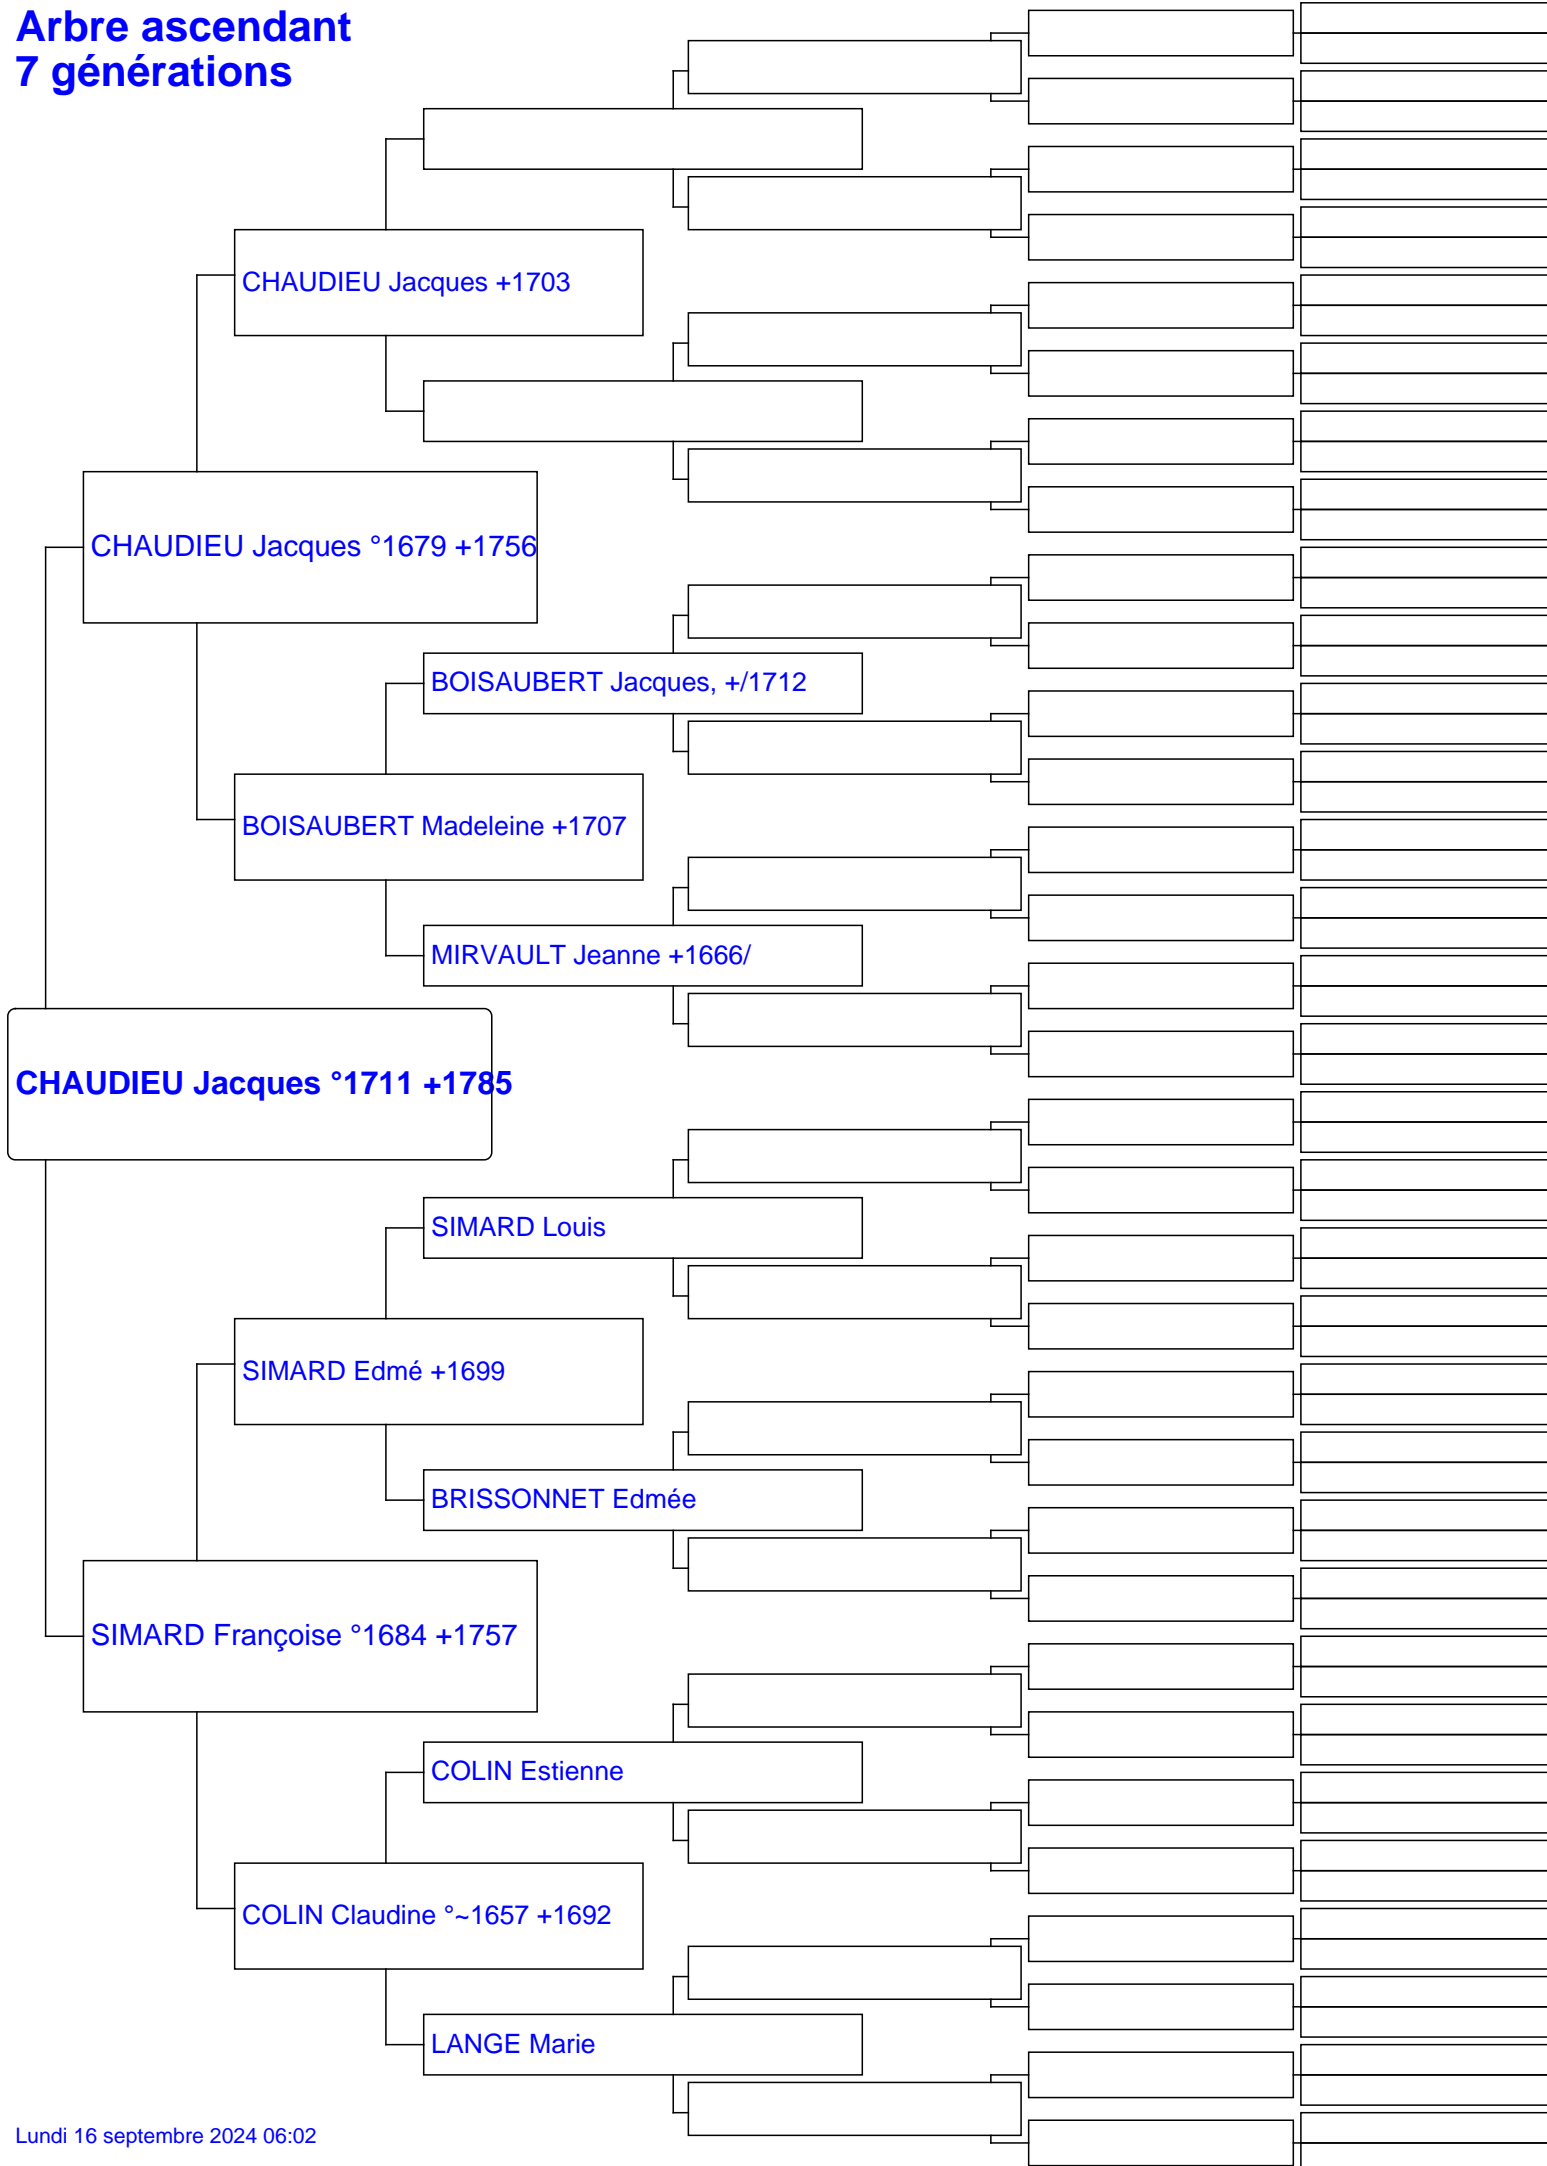 Arbre ascendant
7 générations
CHAUDIEU Jacques +1703
CHAUDIEU Jacques °1679 +1756
BOISAUBERT Jacques, +/1712
BOISAUBERT Madeleine +1707
MIRVAULT Jeanne +1666/
CHAUDIEU Jacques °1711 +1785
SIMARD Louis
SIMARD Edmé +1699
BRISSONNET Edmée
SIMARD Françoise °1684 +1757
COLIN Estienne
COLIN Claudine °~1657 +1692
LANGE Marie
Lundi 16 septembre 2024 06:02